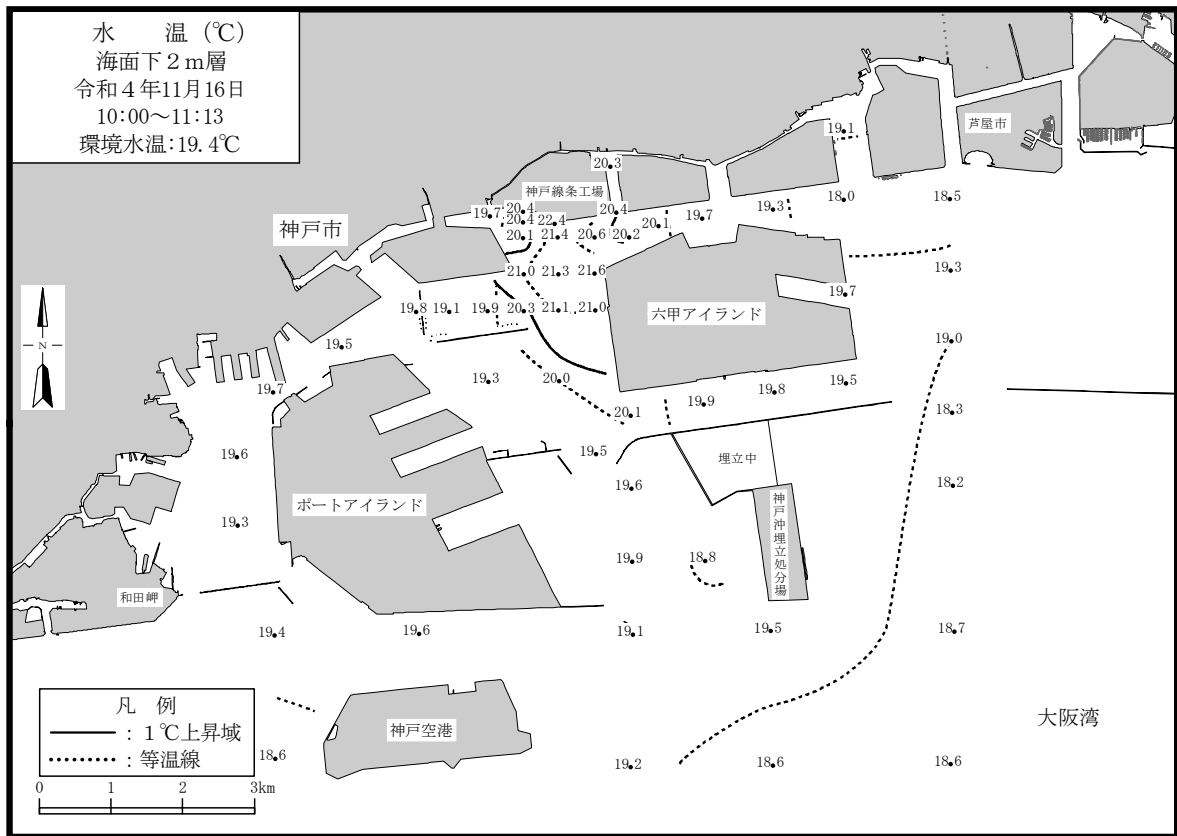 水　　温（℃）
海面下２ｍ層
令和４年11月16日
10:00～11:13
環境水温：19.4℃
19.1
芦屋市
20.3
神戸線条工場
18.0
18.5
19.7
20.4
20.4
20.4
22.4
19.7
19.3
20.1
神戸市
20.1
21.4
20.6
20.2
21.0
21.3
21.6
19.3
19.7
N
19.8
19.1
19.9
20.3
21.1
21.0
六甲アイランド
19.5
19.0
19.7
19.3
20.0
19.9
19.8
19.5
20.1
18.3
19.6
19.5
埋立中
19.6
18.2
ポートアイランド
神戸沖埋立処分場
19.3
19.9
18.8
和田岬
19.4
19.6
19.1
19.5
18.7
凡　例
：１℃上昇域
：等温線
神戸空港
大阪湾
18.6
19.2
18.6
18.6
0 1 2 3km